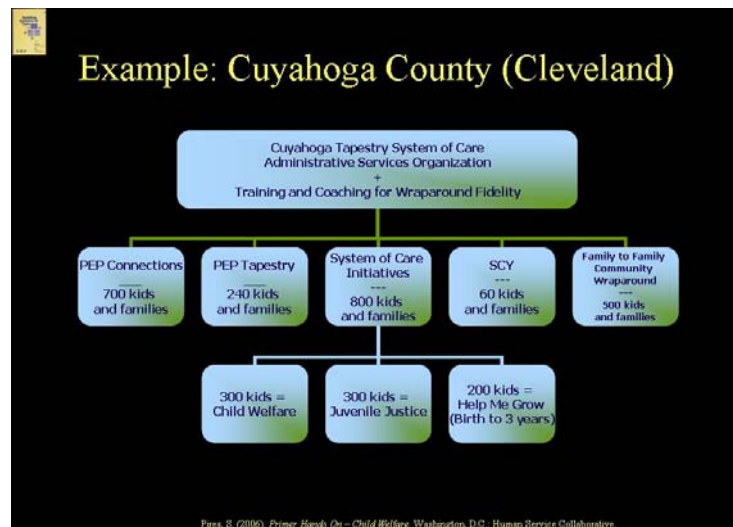 Example: Cuyahoga County (Cleveland)
Cuyahoga Tapestry System of Care
Administrative Services Organization
+
Training and Coaching for Wraparound Fidelity
PEP Connections
___
700 kids
and families
PEP Tapestry
___
240 kids
and families
System of Care
Initiatives
---
800 kids
and families
SCY
---
60 kids
and families
Family to Family
Community
Wraparound
---
500 kids
and families
300 kids =
Child Welfare
300 kids =
Juvenile Justice
200 kids =
Help Me Grow
(Birth to 3 years)
Pires, S. (2006). Primer Hands On – Child Welfare. Washington, D.C.: Human Service Collaborative